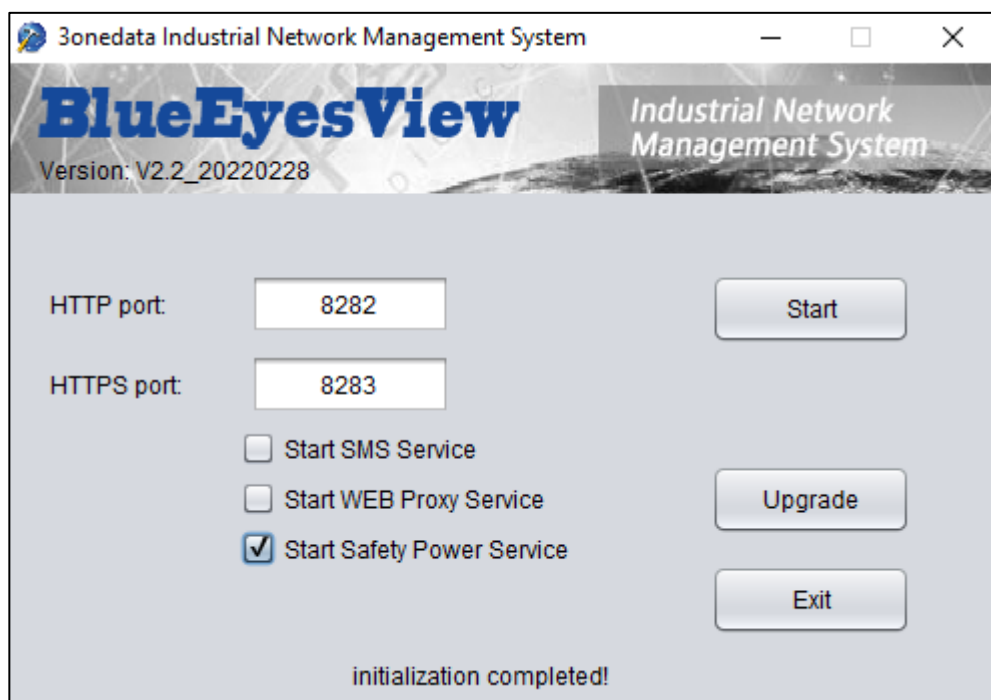 3onedata Industrial Network Management System
BlueEyesView
Industrial Network
Management System
Version: V2.2_20220228
HTTP port:
8282
Start
HTTPS port:
8283
Start SMS Service
Start WEB Proxy Service
Upgrade
Start Safety Power Service
Exit
initialization completed!